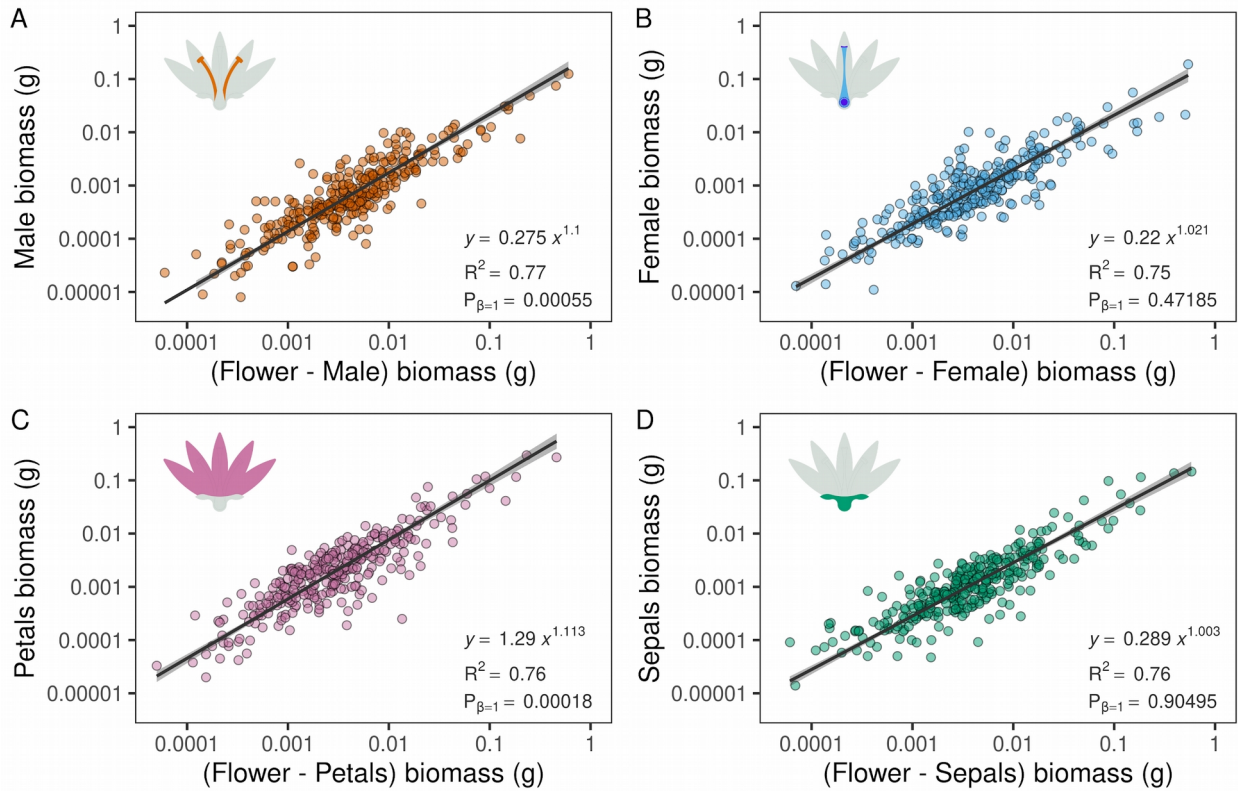 A
Male biomass (g)
1
0.1
0.01
0.001
0.0001
0.00001
y = 0.275 x^1.1
R^2 = 0.77
P_β=1 = 0.00055
0.0001 0.001 0.01 0.1 1
(Flower - Male) biomass (g)
B
Female biomass (g)
1
0.1
0.01
0.001
0.0001
0.00001
y = 0.22 x^1.021
R^2 = 0.75
P_β=1 = 0.47185
0.0001 0.001 0.01 0.1 1
(Flower - Female) biomass (g)
C
Petals biomass (g)
1
0.1
0.01
0.001
0.0001
0.00001
y = 1.29 x^1.113
R^2 = 0.76
P_β=1 = 0.00018
0.0001 0.001 0.01 0.1 1
(Flower - Petals) biomass (g)
D
Sepals biomass (g)
1
0.1
0.01
0.001
0.0001
0.00001
y = 0.289 x^1.003
R^2 = 0.76
P_β=1 = 0.90495
0.0001 0.001 0.01 0.1 1
(Flower - Sepals) biomass (g)